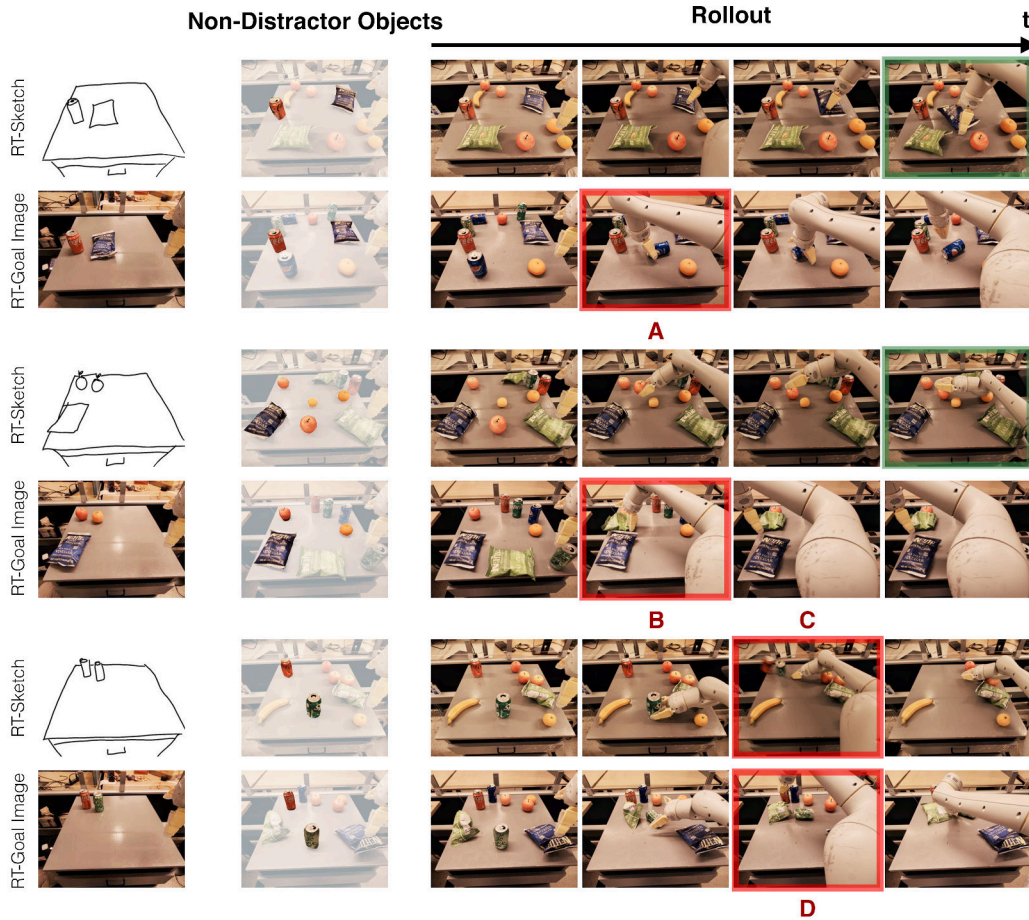 Non-Distractor Objects
Rollout
t
RT-Sketch
RT-Goal Image
A
RT-Sketch
RT-Goal Image
B
C
RT-Sketch
RT-Goal Image
D